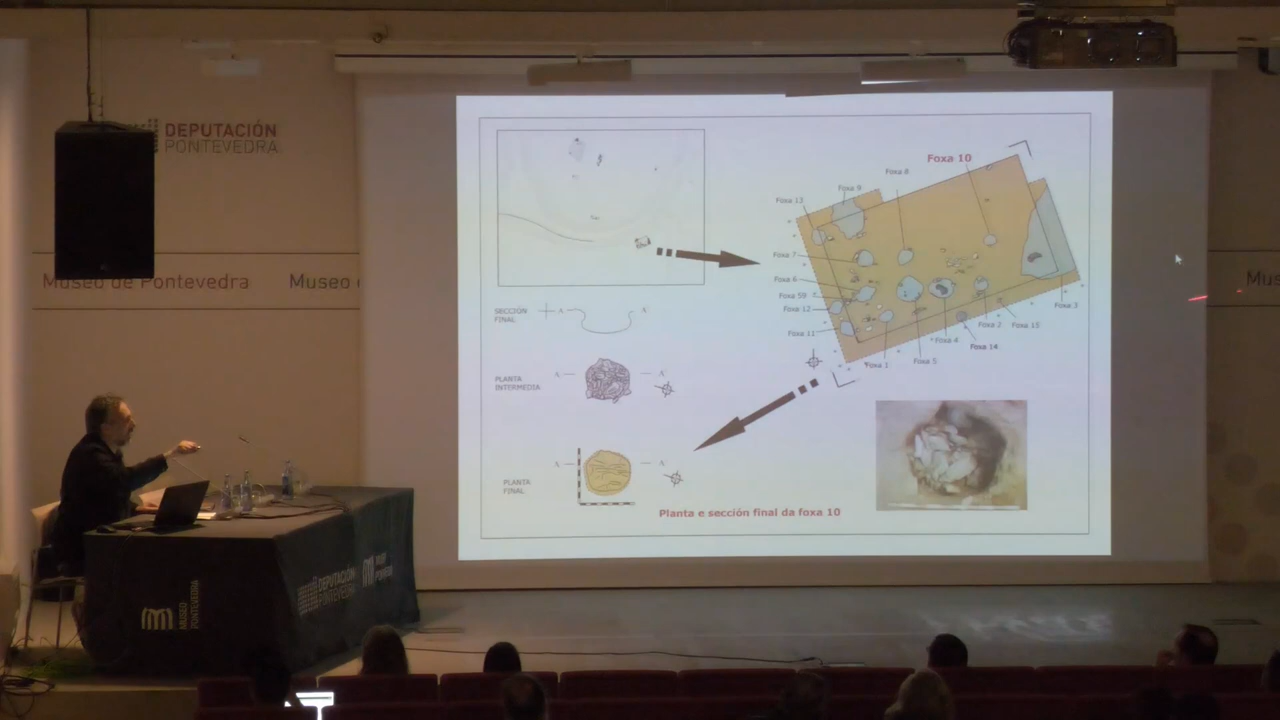 DEPUTACIÓN
PONTEVEDRA
Museo de Pontevedra
Museo
Mus
Foxa 10
Foxa 8
Foxa 9
Foxa 13
Foxa 7
Foxa 6
Foxa 59
Foxa 12
Foxa 11
Foxa 1
Foxa 5
Foxa 4
Foxa 14
Foxa 2
Foxa 15
Foxa 3
SECCIÓN
FINAL
A
A'
PLANTA
INTERMEDIA
A
A'
PLANTA
FINAL
A
A'
Planta e sección final da foxa 10
MUSEO
PONTEVEDRA
DEPUTACIÓN
PONTEVEDRA